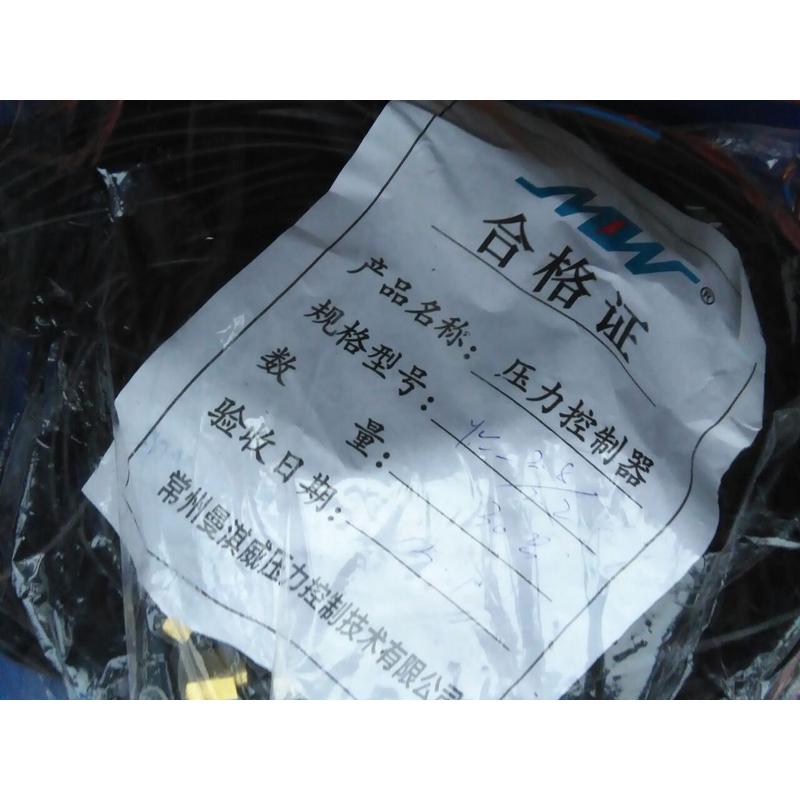 MQW®
合格证
产品名称：压力控制器
规格型号：
数 量：
验收日期：
常州曼淇威压力控制技术有限公司